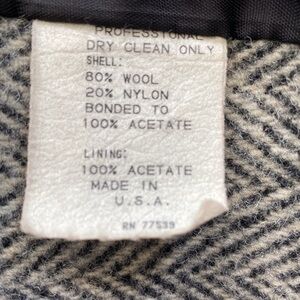 PROFESSIONAL
DRY CLEAN ONLY
SHELL:
80% WOOL
20% NYLON
BONDED TO
100% ACETATE
LINING:
100% ACETATE
MADE IN
U.S.A.
RN 77539